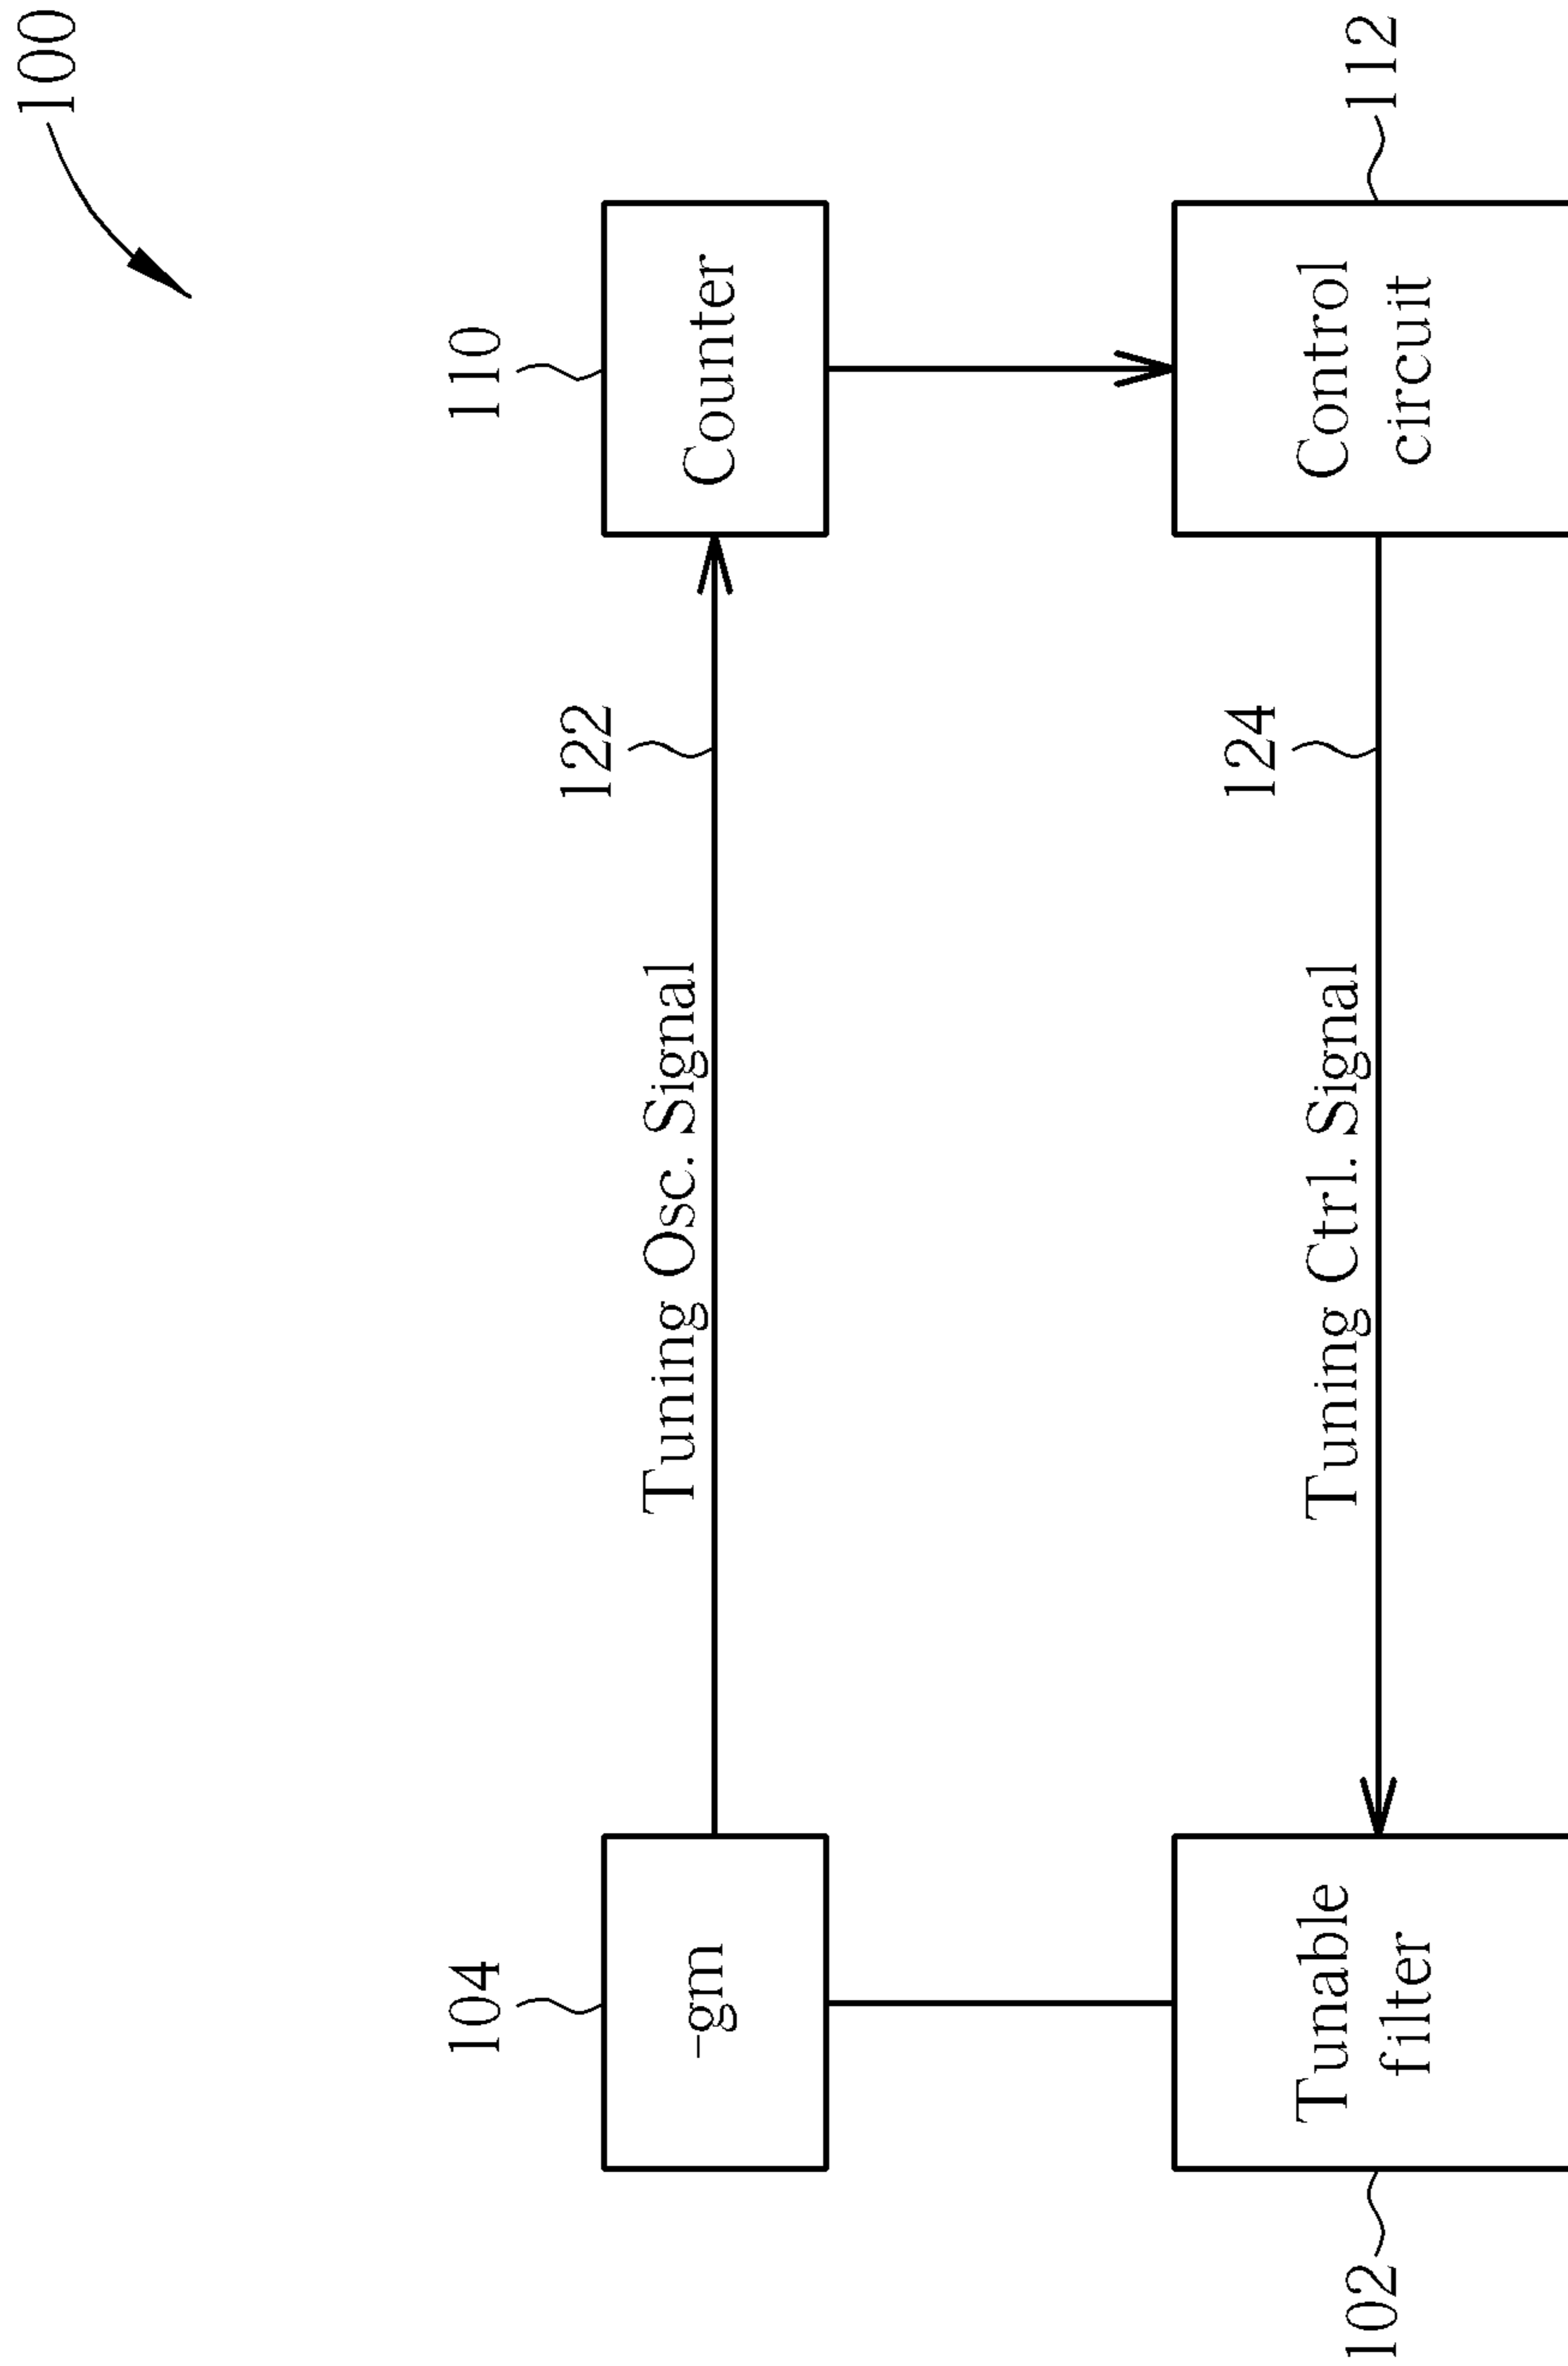 100
104
-gm
Tuning Osc. Signal
122
110
Counter
102
Tunable
filter
Tuning Ctrl. Signal
124
Control
circuit
112